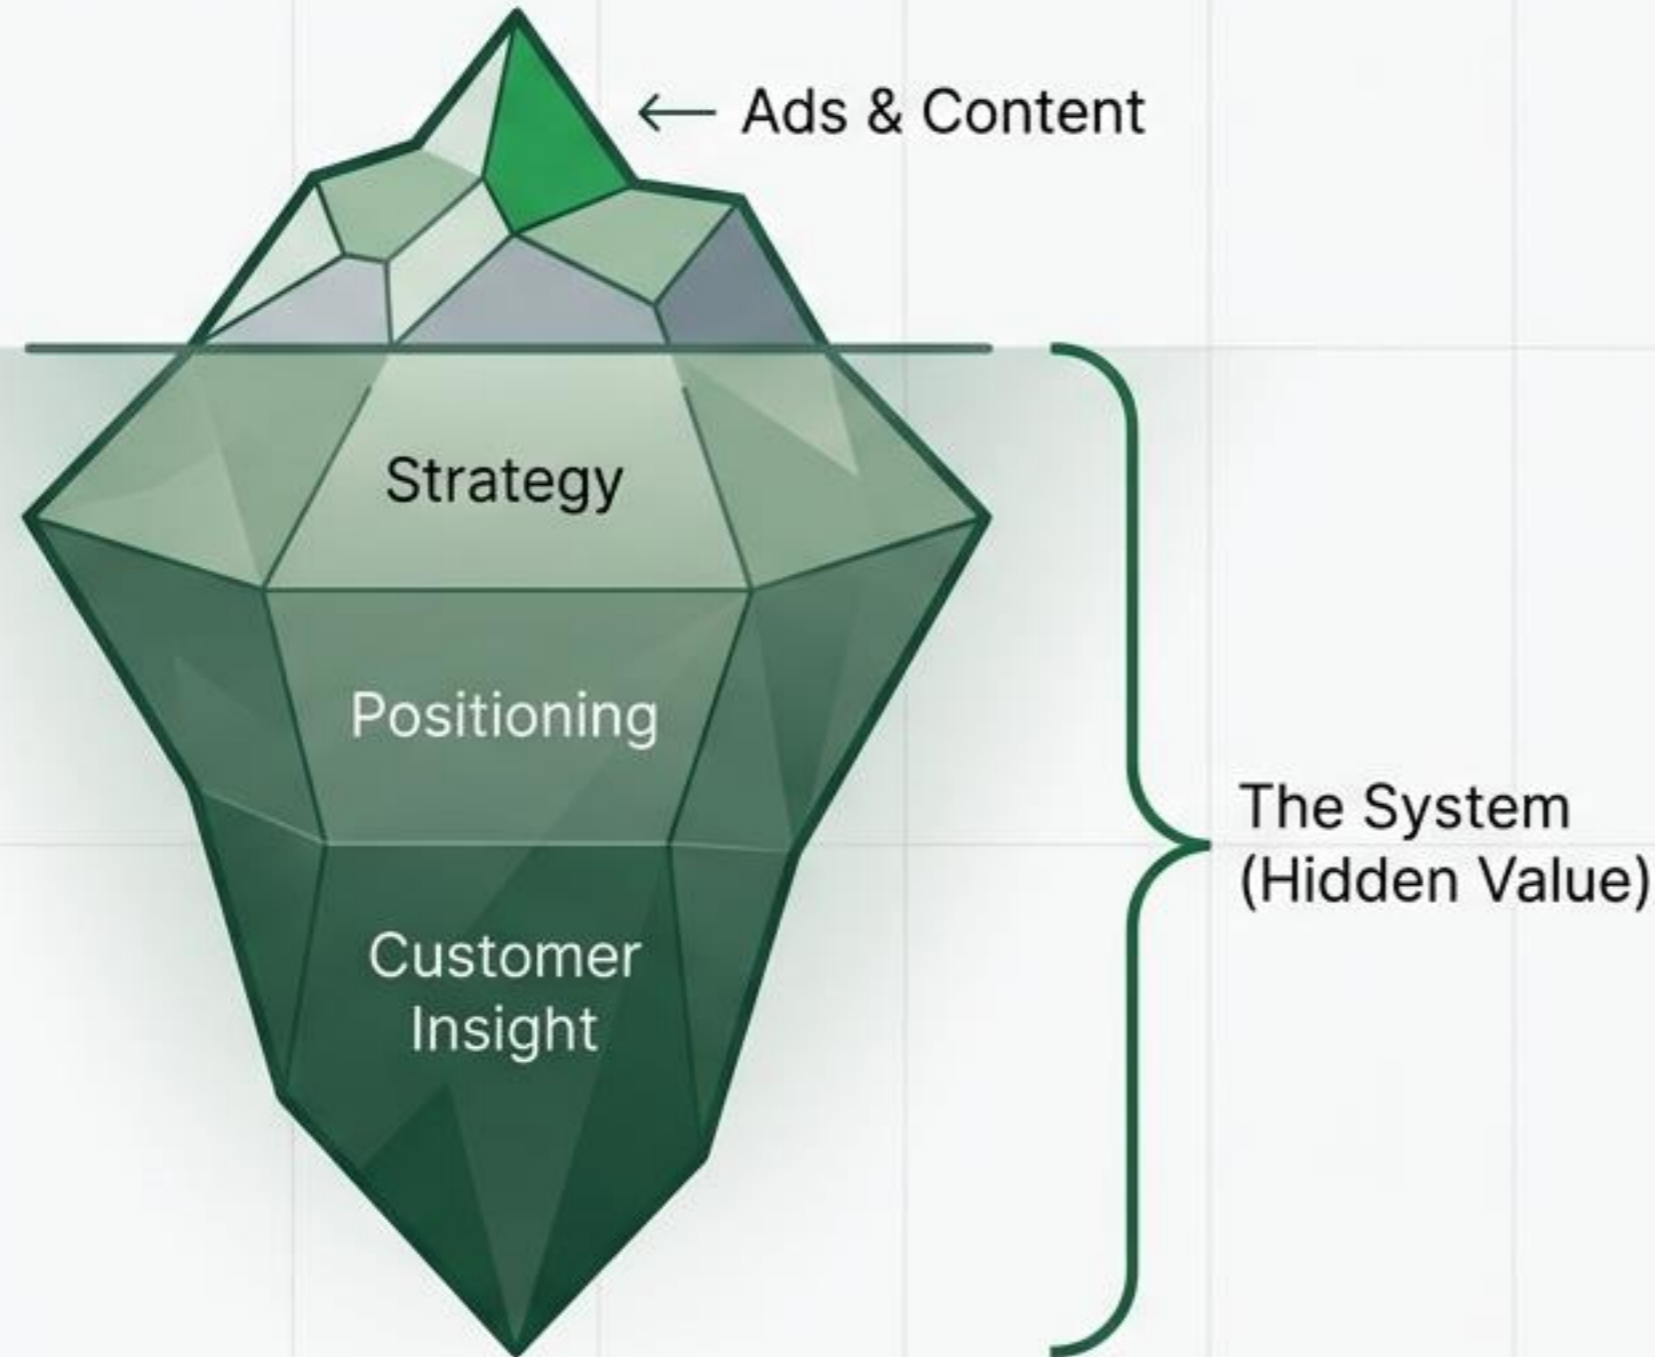 ← Ads & Content
Strategy
Positioning
The System
(Hidden Value)
Customer
Insight